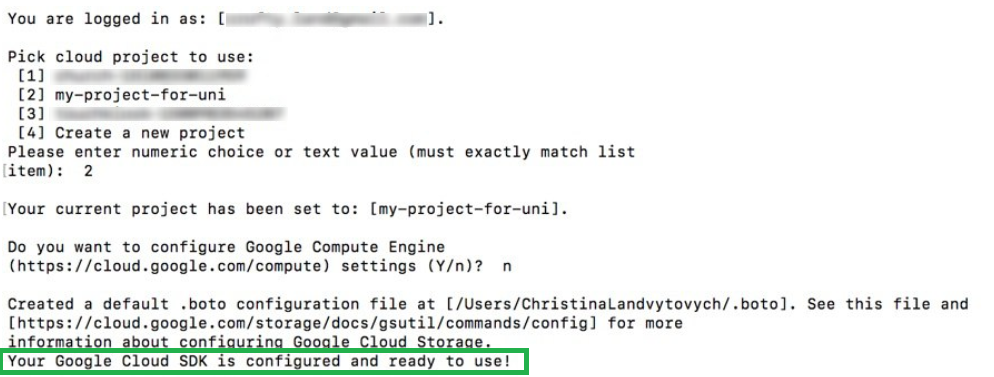 You are logged in as: [ ].
Pick cloud project to use:
[1]
[2] my-project-for-uni
[3]
[4] Create a new project
Please enter numeric choice or text value (must exactly match list
[item): 2
[Your current project has been set to: [my-project-for-uni].
Do you want to configure Google Compute Engine
(https://cloud.google.com/compute) settings (Y/n)? n
Created a default .boto configuration file at [/Users/ChristinaLandvytovych/.boto]. See this file and
[https://cloud.google.com/storage/docs/gsutil/commands/config] for more
information about configuring Google Cloud Storage.
Your Google Cloud SDK is configured and ready to use!